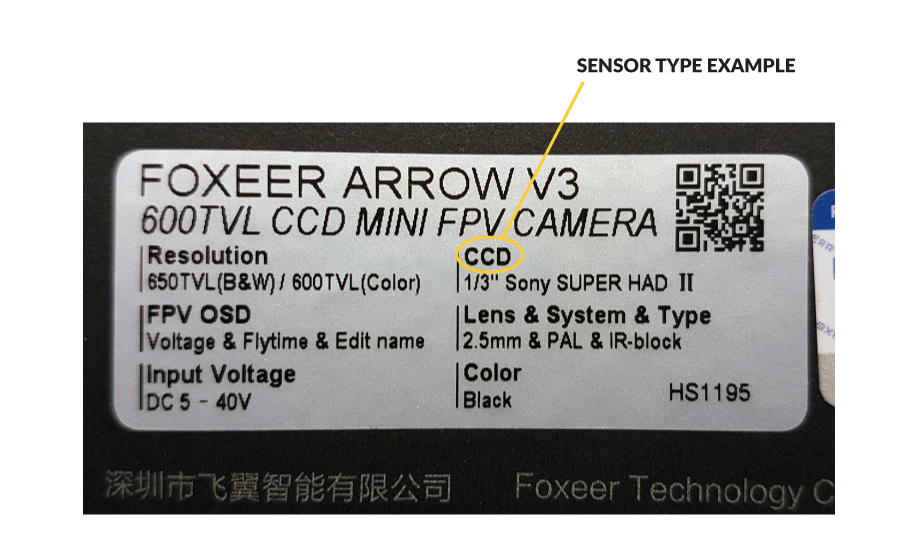 SENSOR TYPE EXAMPLE
FOXEER ARROW V3
600TVL CCD MINI FPV CAMERA
Resolution
650TVL(B&W) / 600TVL(Color)
CCD
1/3" Sony SUPER HAD II
FPV OSD
Voltage & Flytime & Edit name
Lens & System & Type
2.5mm & PAL & IR-block
Input Voltage
DC 5 - 40V
Color
Black
HS1195
深圳市飞翼智能有限公司
Foxeer Technology C